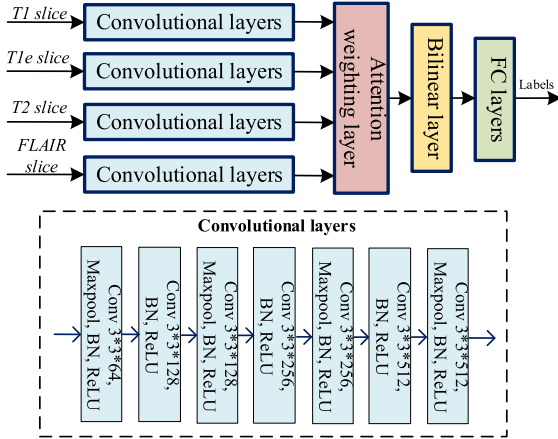 T1 slice
Convolutional layers
T1e slice
Convolutional layers
T2 slice
Convolutional layers
FLAIR
slice
Convolutional layers
Attention
weighting layer
Bilinear layer
FC layers
Labels
Convolutional layers
Conv 3*3*64,
Maxpool, BN, ReLU
Conv 3*3*128,
BN, ReLU
Conv 3*3*128,
Maxpool, BN, ReLU
Conv 3*3*256,
BN, ReLU
Conv 3*3*256,
Maxpool, BN, ReLU
Conv 3*3*512,
BN, ReLU
Conv 3*3*512,
Maxpool, BN, ReLU